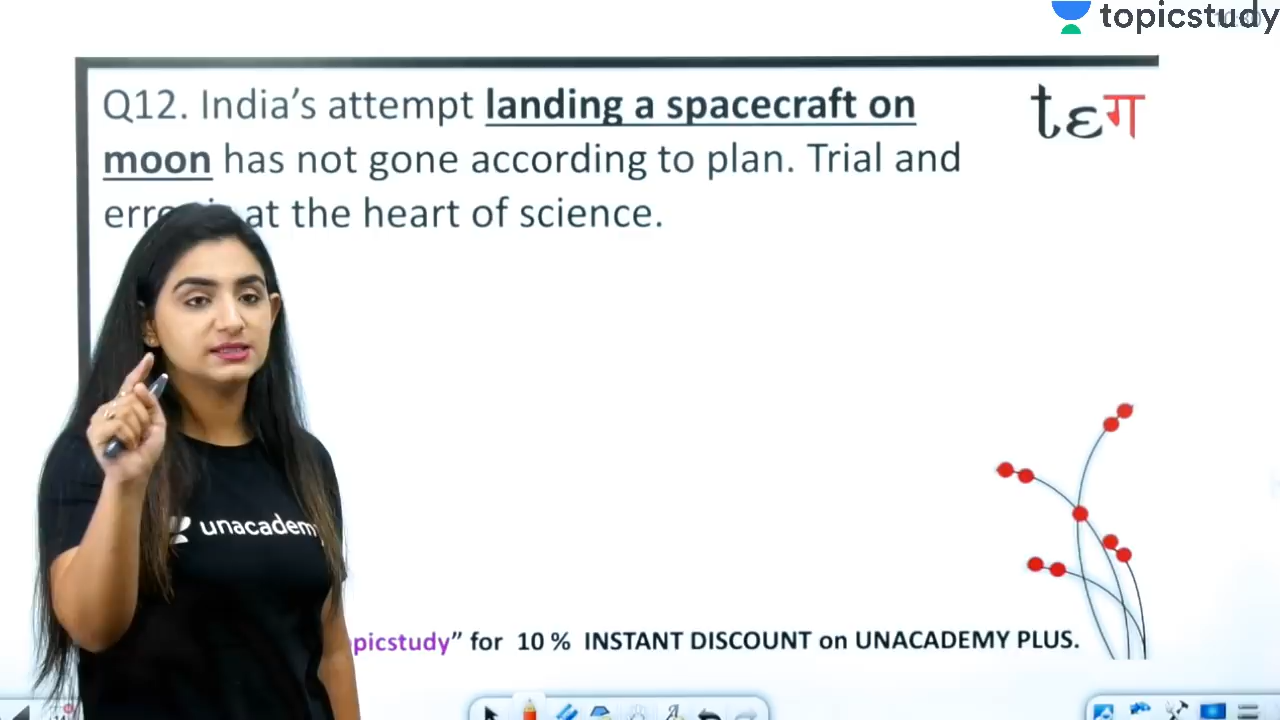 topicstudy
Q12. India’s attempt landing a spacecraft on
moon has not gone according to plan. Trial and
at the heart of science.
tεग
unacadem
picstudy” for 10 % INSTANT DISCOUNT on UNACADEMY PLUS.